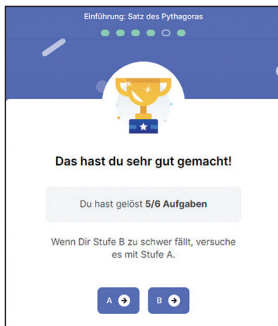 Einführung: Satz des Pythagoras
Das hast du sehr gut gemacht!
Du hast gelöst 5/6 Aufgaben
Wenn Dir Stufe B zu schwer fällt, versuche
es mit Stufe A.
A
B